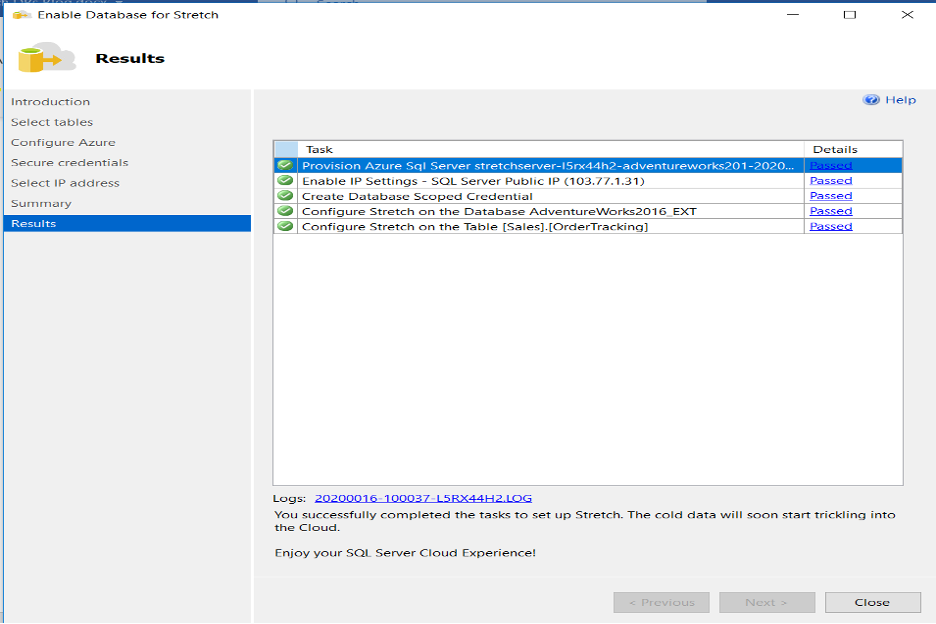 Enable Database for Stretch
Results
Introduction
Select tables
Configure Azure
Secure credentials
Select IP address
Summary
Results
Help
Task Details
Provision Azure Sql Server stretchserver-l5rx44h2-adventureworks201-2020... Passed
Enable IP Settings - SQL Server Public IP (103.77.1.31) Passed
Create Database Scoped Credential Passed
Configure Stretch on the Database AdventureWorks2016_EXT Passed
Configure Stretch on the Table [Sales].[OrderTracking] Passed
Logs: 20200016-100037-L5RX44H2.LOG
You successfully completed the tasks to set up Stretch. The cold data will soon start trickling into
the Cloud.
Enjoy your SQL Server Cloud Experience!
< Previous Next > Close